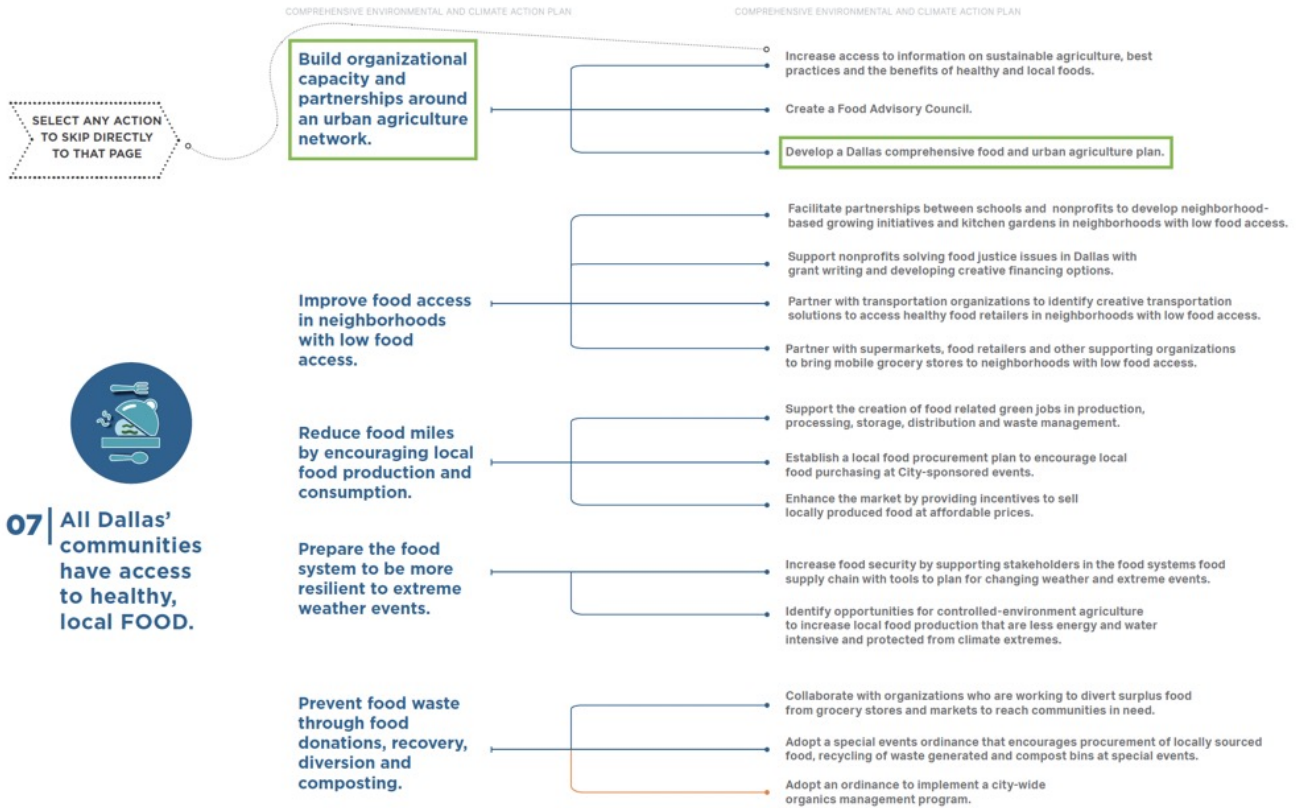 COMPREHENSIVE ENVIRONMENTAL AND CLIMATE ACTION PLAN
COMPREHENSIVE ENVIRONMENTAL AND CLIMATE ACTION PLAN
SELECT ANY ACTION
TO SKIP DIRECTLY
TO THAT PAGE
07
All Dallas'
communities
have access
to healthy,
local FOOD.
Build organizational
capacity and
partnerships around
an urban agriculture
network.
Increase access to information on sustainable agriculture, best
practices and the benefits of healthy and local foods.
Create a Food Advisory Council.
Develop a Dallas comprehensive food and urban agriculture plan.
Improve food access
in neighborhoods
with low food
access.
Facilitate partnerships between schools and nonprofits to develop neighborhood-
based growing initiatives and kitchen gardens in neighborhoods with low food access.
Support nonprofits solving food justice issues in Dallas with
grant writing and developing creative financing options.
Partner with transportation organizations to identify creative transportation
solutions to access healthy food retailers in neighborhoods with low food access.
Partner with supermarkets, food retailers and other supporting organizations
to bring mobile grocery stores to neighborhoods with low food access.
Reduce food miles
by encouraging local
food production and
consumption.
Support the creation of food related green jobs in production,
processing, storage, distribution and waste management.
Establish a local food procurement plan to encourage local
food purchasing at City-sponsored events.
Enhance the market by providing incentives to sell
locally produced food at affordable prices.
Prepare the food
system to be more
resilient to extreme
weather events.
Increase food security by supporting stakeholders in the food systems food
supply chain with tools to plan for changing weather and extreme events.
Identify opportunities for controlled-environment agriculture
to increase local food production that are less energy and water
intensive and protected from climate extremes.
Prevent food waste
through food
donations, recovery,
diversion and
composting.
Collaborate with organizations who are working to divert surplus food
from grocery stores and markets to reach communities in need.
Adopt a special events ordinance that encourages procurement of locally sourced
food, recycling of waste generated and compost bins at special events.
Adopt an ordinance to implement a city-wide
organics management program.